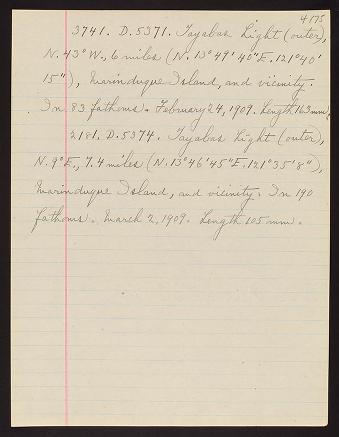 4175
3741. D.5371. Tayabas Light (outer),
N. 43° W., 6 miles (N. 13° 49' 40" E. 121° 40'
15"), Marinduque Island, and vicinity.
In 83 fathoms. February 24, 1909. Length 163 mm.
2181. D.5374. Tayabas Light (outer),
N. 9° E., 7.4 miles (N. 13° 46' 45" E. 121° 35' 8"),
Marinduque Island, and vicinity. In 190
fathoms. March 2, 1909. Length 105 mm.